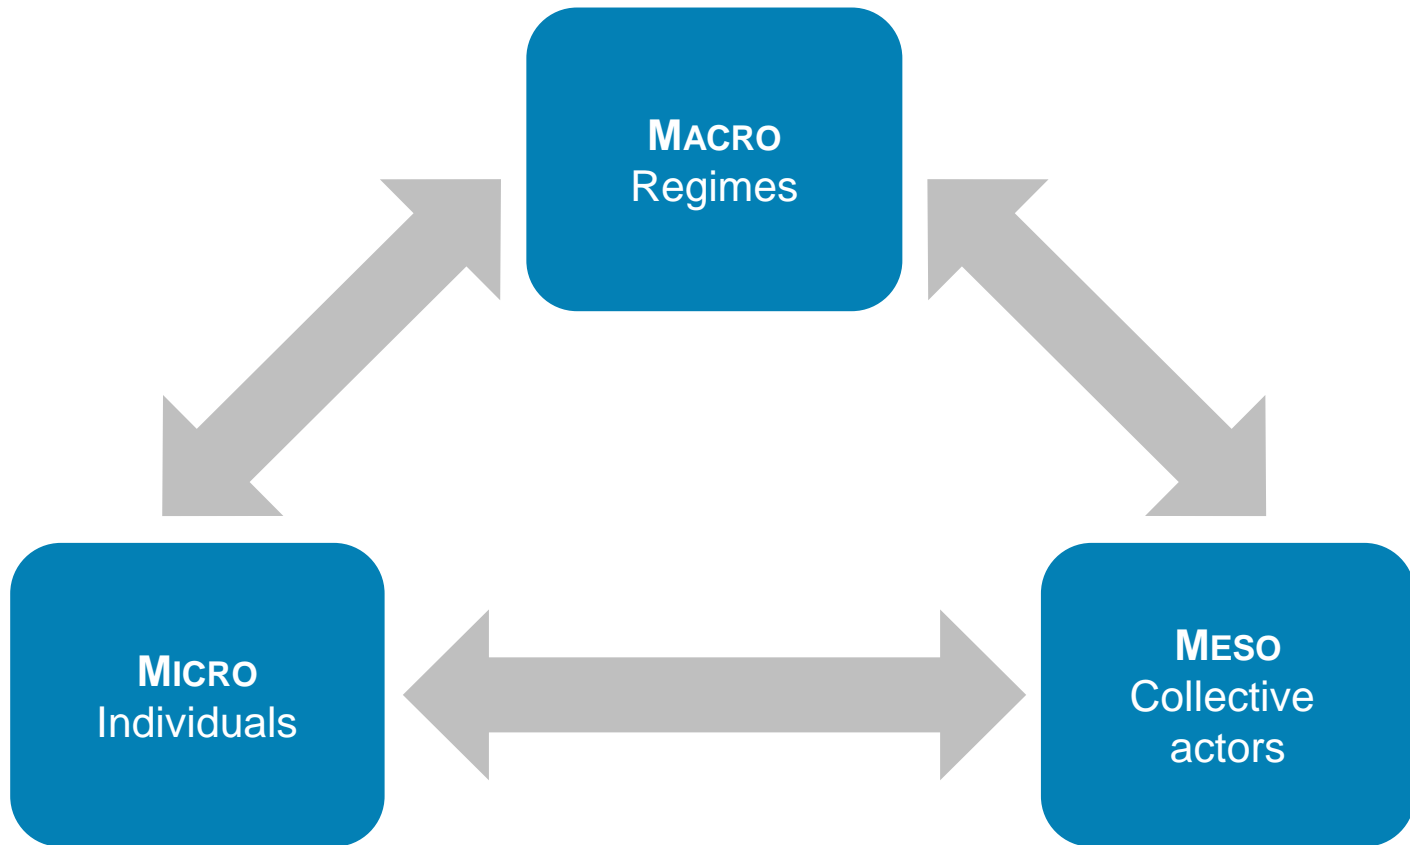 MACRO
Regimes
MICRO
Individuals
MESO
Collective
actors